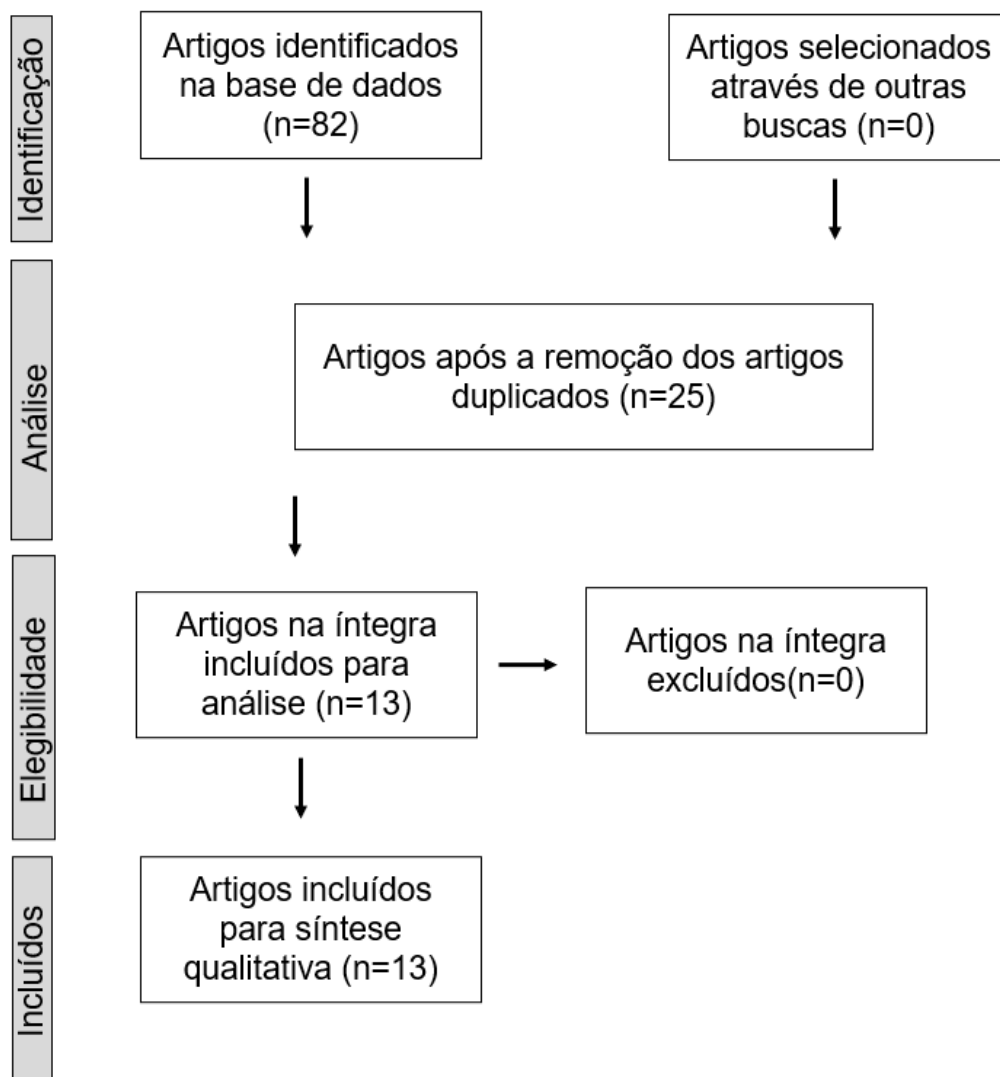 Identificação
Artigos identificados
na base de dados
(n=82)
Artigos selecionados
através de outras
buscas (n=0)
Análise
Artigos após a remoção dos artigos
duplicados (n=25)
Elegibilidade
Artigos na íntegra
incluídos para
análise (n=13)
Artigos na íntegra
excluídos(n=0)
Incluídos
Artigos incluídos
para síntese
qualitativa (n=13)